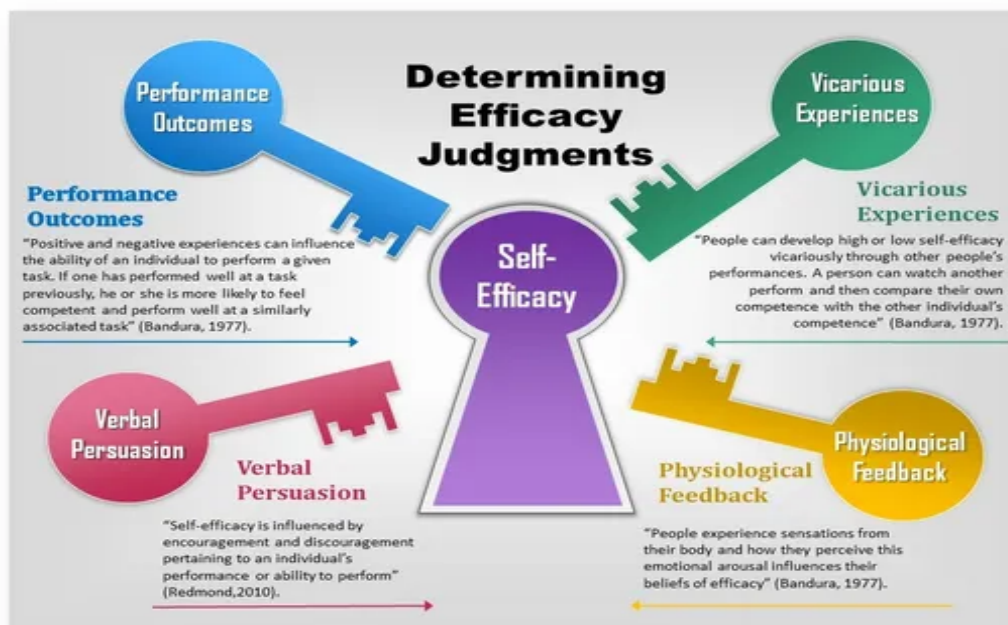 Determining
Efficacy
Judgments
Performance
Outcomes
Performance
Outcomes
"Positive and negative experiences can influence
the ability of an individual to perform a given
task. If one has performed well at a task
previously, he or she is more likely to feel
competent and perform well at a similarly
associated task" (Bandura, 1977).
Vicarious
Experiences
Vicarious
Experiences
"People can develop high or low self-efficacy
vicariously through other people's
performances. A person can watch another
perform and then compare their own
competence with the other individual's
competence" (Bandura, 1977).
Self-
Efficacy
Verbal
Persuasion
Verbal
Persuasion
"Self-efficacy is influenced by
encouragement and discouragement
pertaining to an individual's
performance or ability to perform"
(Redmond,2010).
Physiological
Feedback
Physiological
Feedback
"People experience sensations from
their body and how they perceive this
emotional arousal influences their
beliefs of efficacy" (Bandura, 1977).